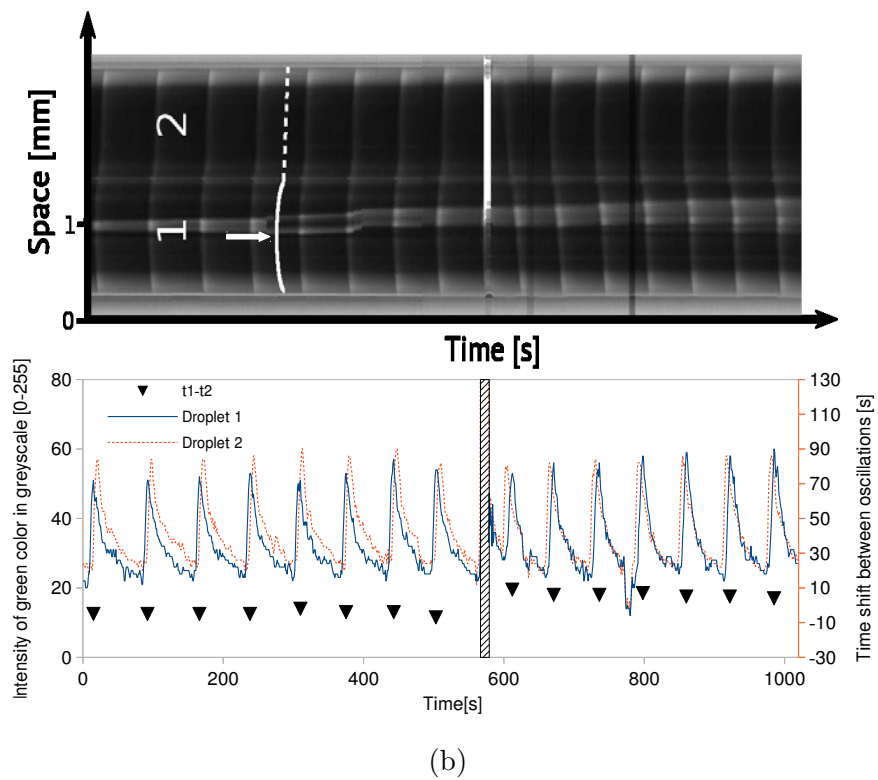 Space [mm]
2
1
1
0
Time [s]
Intensity of green color in greyscale [0-255]
80
60
40
20
0
t1-t2
Droplet 1
Droplet 2
130
110
90
70
50
30
10
-10
-30
Time shift between oscillations [s]
0
200
400
600
800
1000
Time[s]
(b)